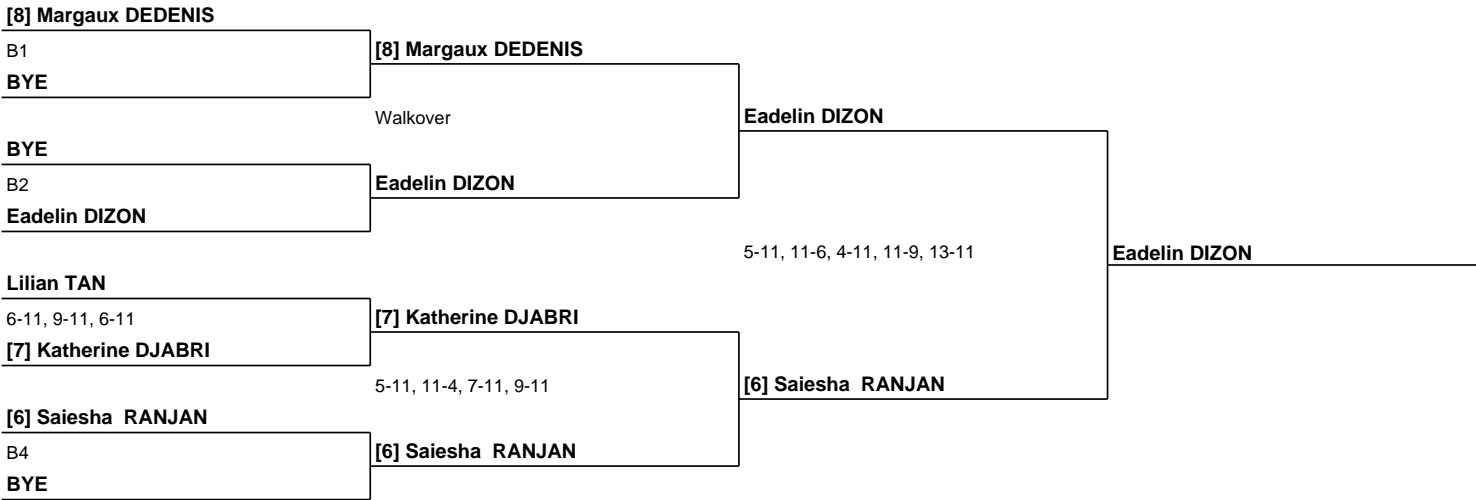 [8] Margaux DEDENIS
B1
BYE
[8] Margaux DEDENIS
Walkover
Eadelin DIZON
BYE
B2
Eadelin DIZON
Eadelin DIZON
5-11, 11-6, 4-11, 11-9, 13-11
Eadelin DIZON
Lilian TAN
6-11, 9-11, 6-11
[7] Katherine DJABRI
[7] Katherine DJABRI
5-11, 11-4, 7-11, 9-11
[6] Saiesha  RANJAN
[6] Saiesha  RANJAN
B4
BYE
[6] Saiesha  RANJAN